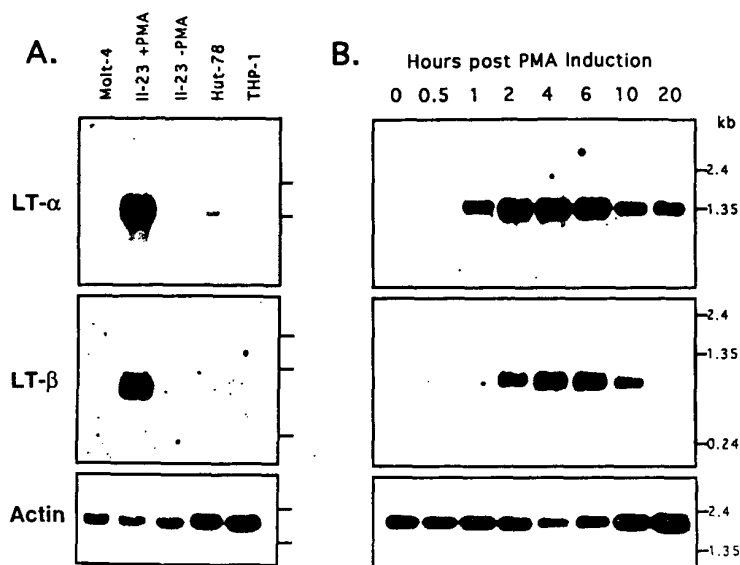 A.
Molt-4
II-23 +PMA
II-23 -PMA
Hut-78
THP-1
LT-α
LT-β
Actin
B.
Hours post PMA Induction
0 0.5 1 2 4 6 10 20
kb
2.4
1.35
2.4
1.35
0.24
2.4
1.35